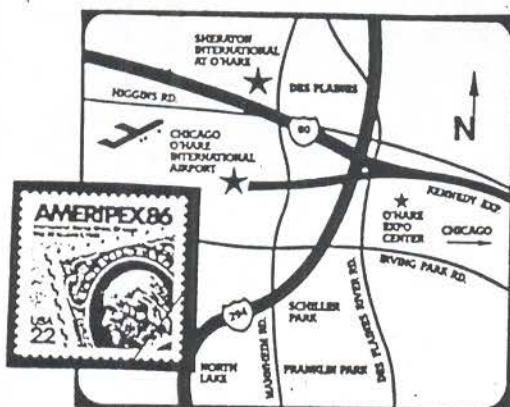 SHERATON
INTERNATIONAL
AT O'HARE
DES PLAINES
HIGGINS RD.
90
N
CHICAGO
O'HARE
INTERNATIONAL
AIRPORT
KENNEDY EXP.
O'HARE
EXPO
CENTER
CHICAGO
IRVING PARK RD.
AMERIPEX 86
USA
22
294
SCHILLER
PARK
MANNHEIM RD.
DES PLAINES RIVER RD.
NORTH
LAKE
FRANKLIN PARK